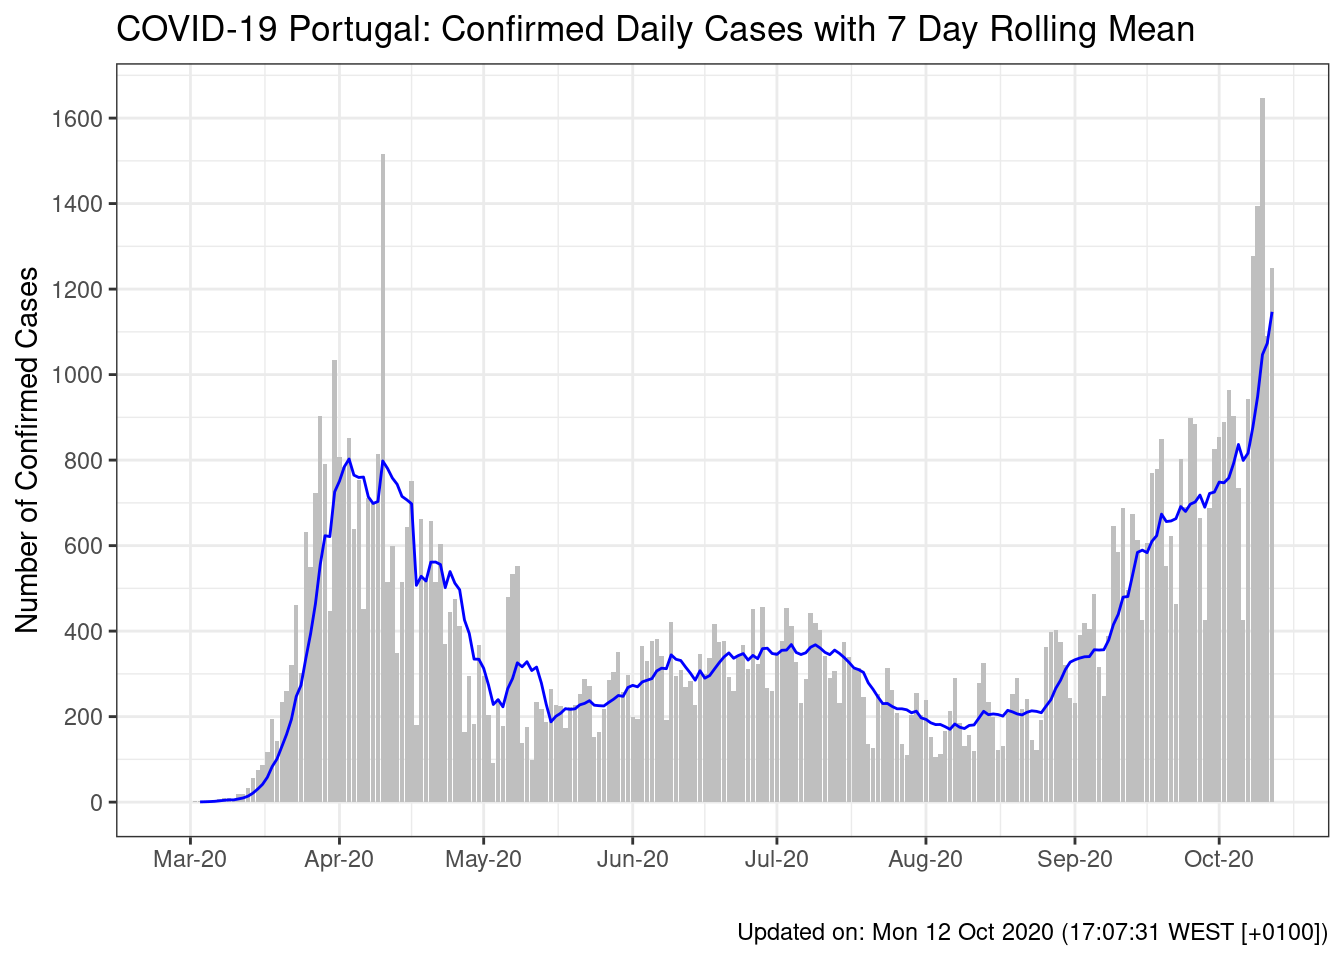 COVID-19 Portugal: Confirmed Daily Cases with 7 Day Rolling Mean
Number of Confirmed Cases
1600
1400
1200
1000
800
600
400
200
0
Mar-20 Apr-20 May-20 Jun-20 Jul-20 Aug-20 Sep-20 Oct-20
Updated on: Mon 12 Oct 2020 (17:07:31 WEST [+0100])